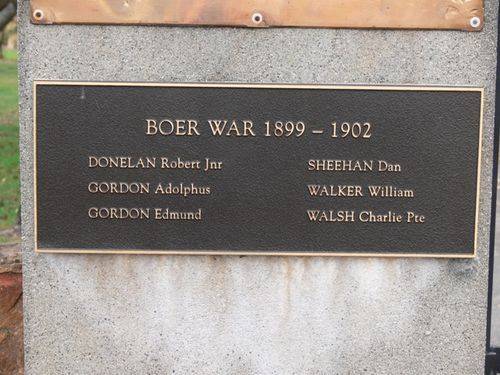 BOER WAR 1899 – 1902
DONELAN Robert Jnr
GORDON Adolphus
GORDON Edmund
SHEEHAN Dan
WALKER William
WALSH Charlie Pte